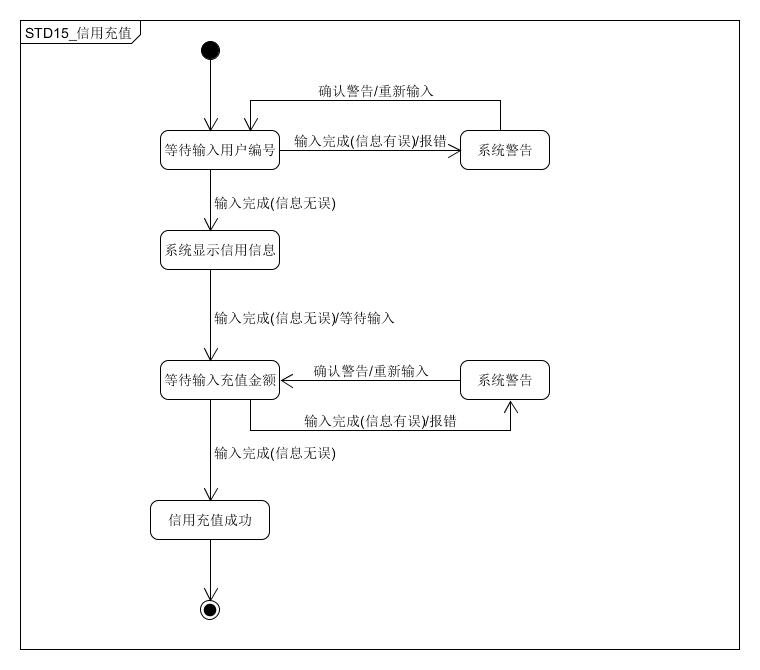 STD15_信用充值
确认警告/重新输入
等待输入用户编号
输入完成(信息有误)/报错
系统警告
输入完成(信息无误)
系统显示信用信息
输入完成(信息无误)/等待输入
等待输入充值金额
确认警告/重新输入
系统警告
输入完成(信息有误)/报错
输入完成(信息无误)
信用充值成功